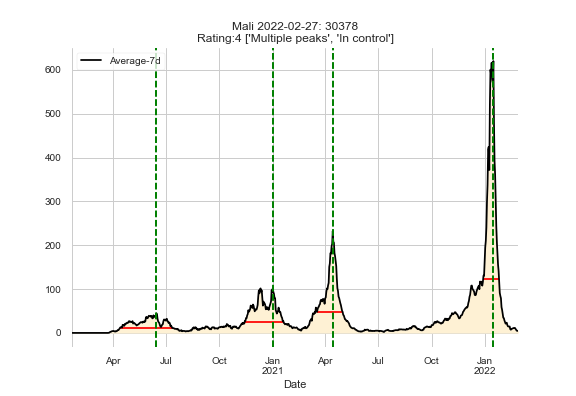 Mali 2022-02-27: 30378
Rating:4 ['Multiple peaks', 'In control']
Average-7d
600
500
400
300
200
100
0
Apr Jul Oct Jan Apr Jul Oct Jan
2021 2022
Date